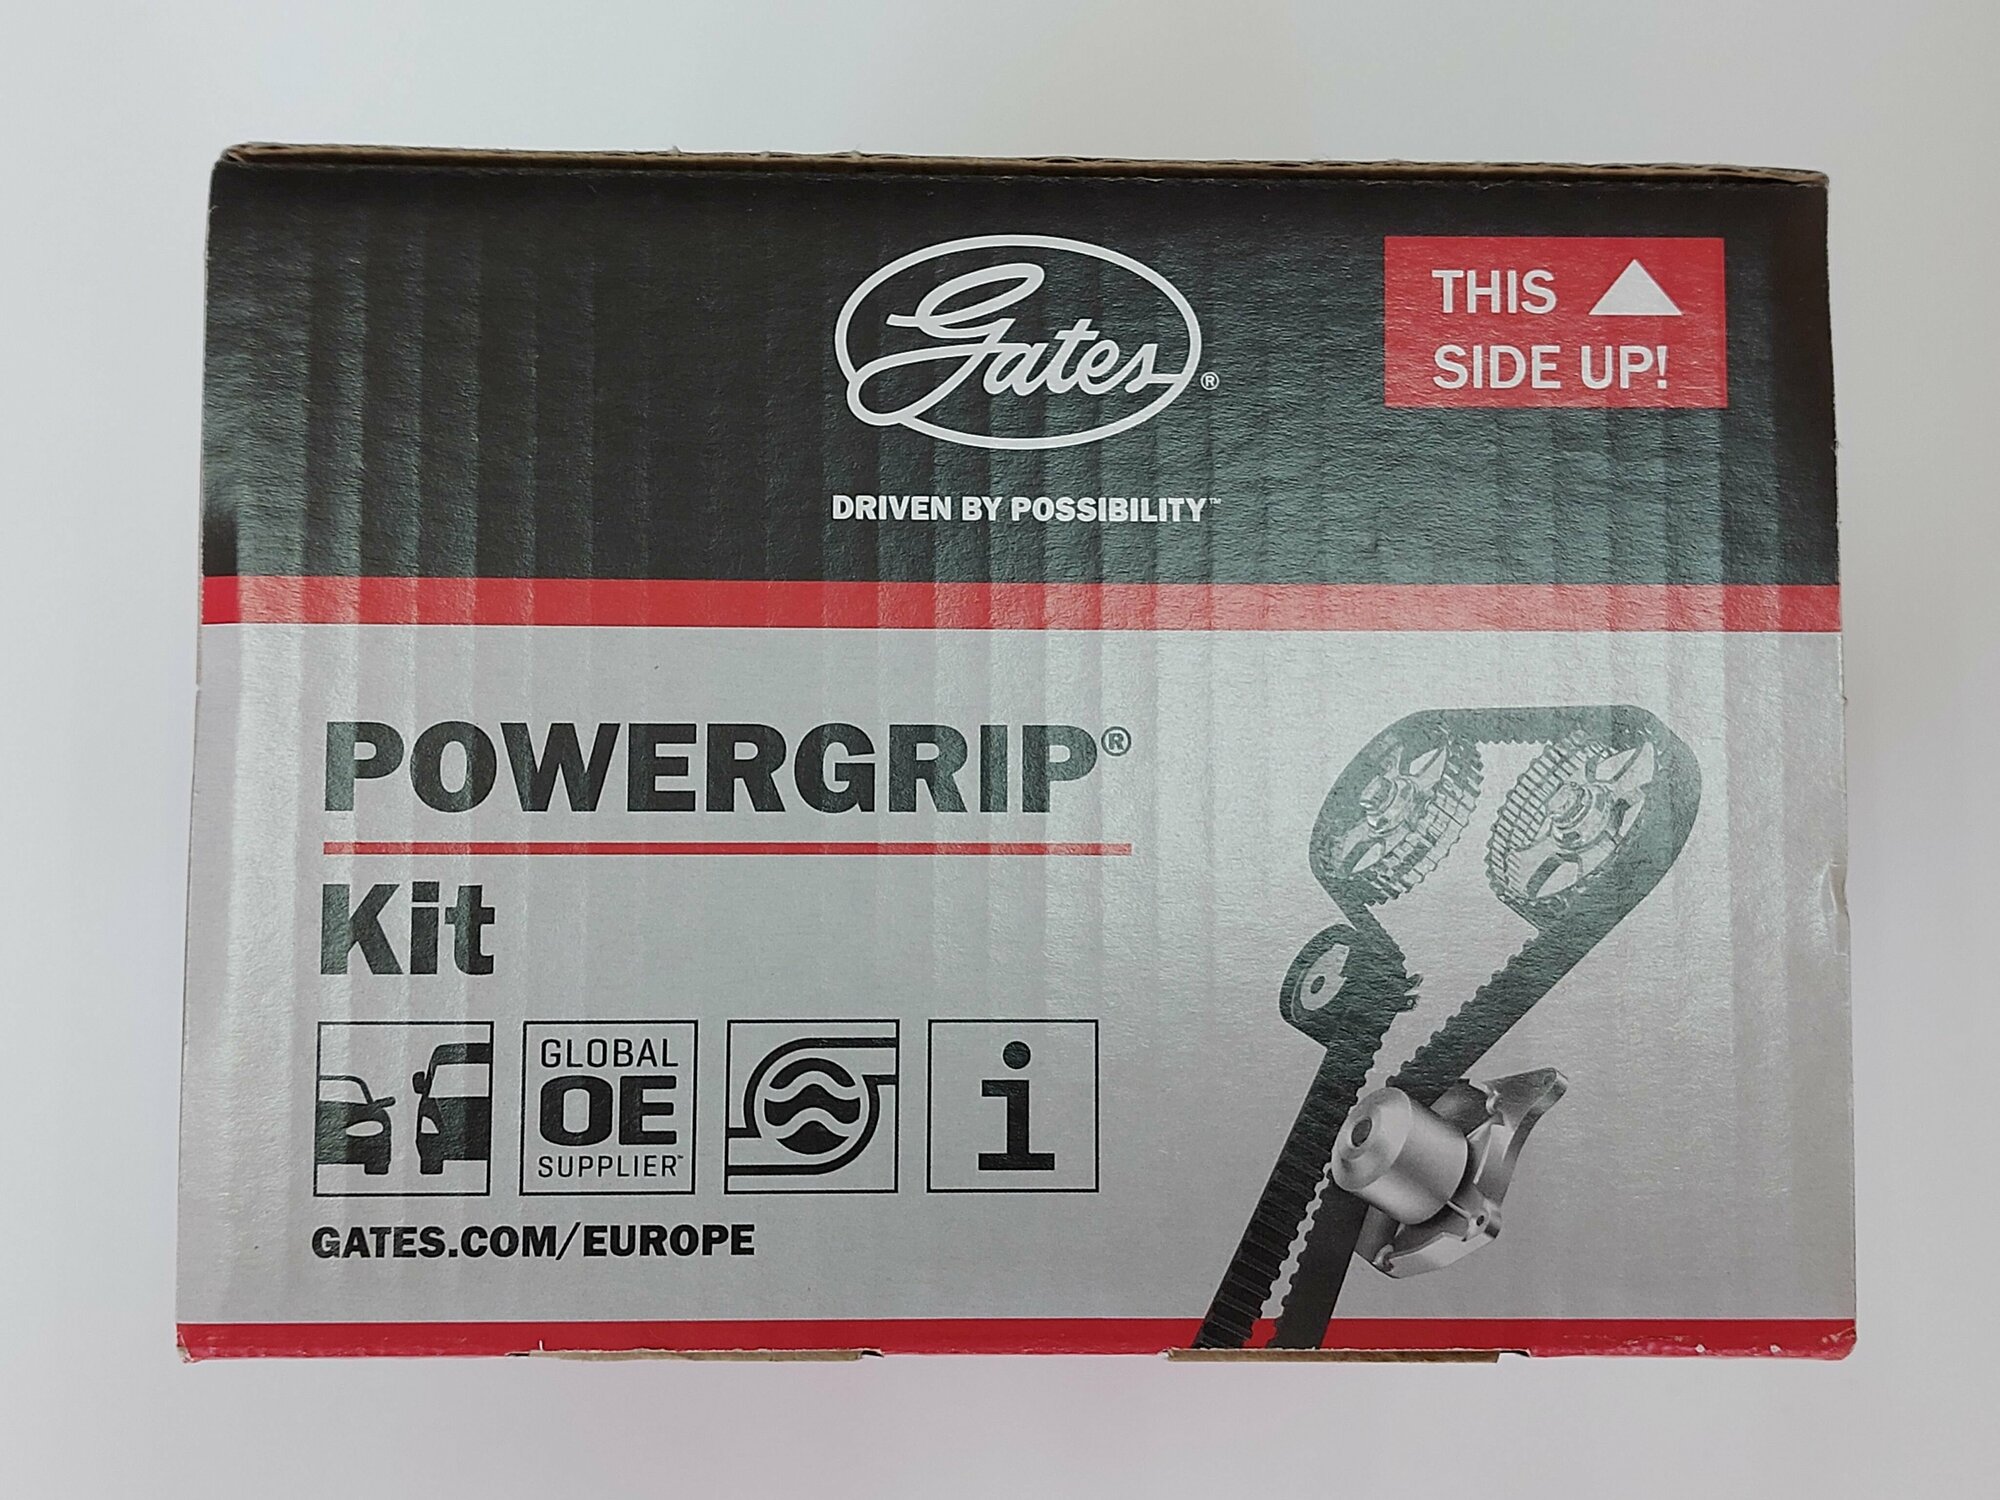 Gates®
DRIVEN BY POSSIBILITY™
THIS
SIDE UP!
POWERGRIP®
Kit
GLOBAL
OE
SUPPLIER™
i
GATES.COM/EUROPE